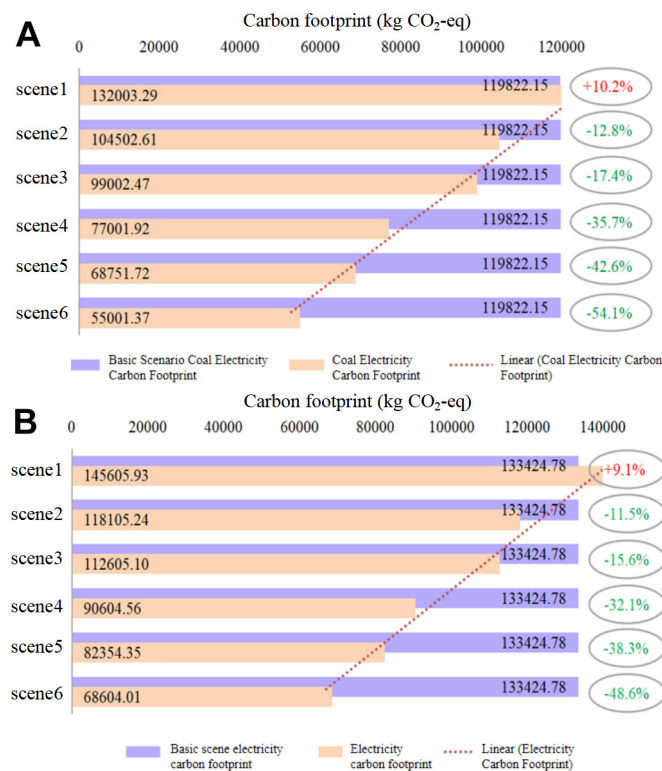 A
Carbon footprint (kg CO₂-eq)
0 20000 40000 60000 80000 100000 120000
scene1 132003.29 119822.15 +10.2%
scene2 104502.61 119822.15 -12.8%
scene3 99002.47 119822.15 -17.4%
scene4 77001.92 119822.15 -35.7%
scene5 68751.72 119822.15 -42.6%
scene6 55001.37 119822.15 -54.1%
Basic Scenario Coal Electricity
Carbon Footprint
Coal Electricity
Carbon Footprint
Linear (Coal Electricity Carbon
Footprint)
B
Carbon footprint (kg CO₂-eq)
0 20000 40000 60000 80000 100000 120000 140000
scene1 145605.93 133424.78 +9.1%
scene2 118105.24 133424.78 -11.5%
scene3 112605.10 133424.78 -15.6%
scene4 90604.56 133424.78 -32.1%
scene5 82354.35 133424.78 -38.3%
scene6 68604.01 133424.78 -48.6%
Basic scene electricity
carbon footprint
Electricity
carbon footprint
Linear (Electricity
Carbon Footprint)